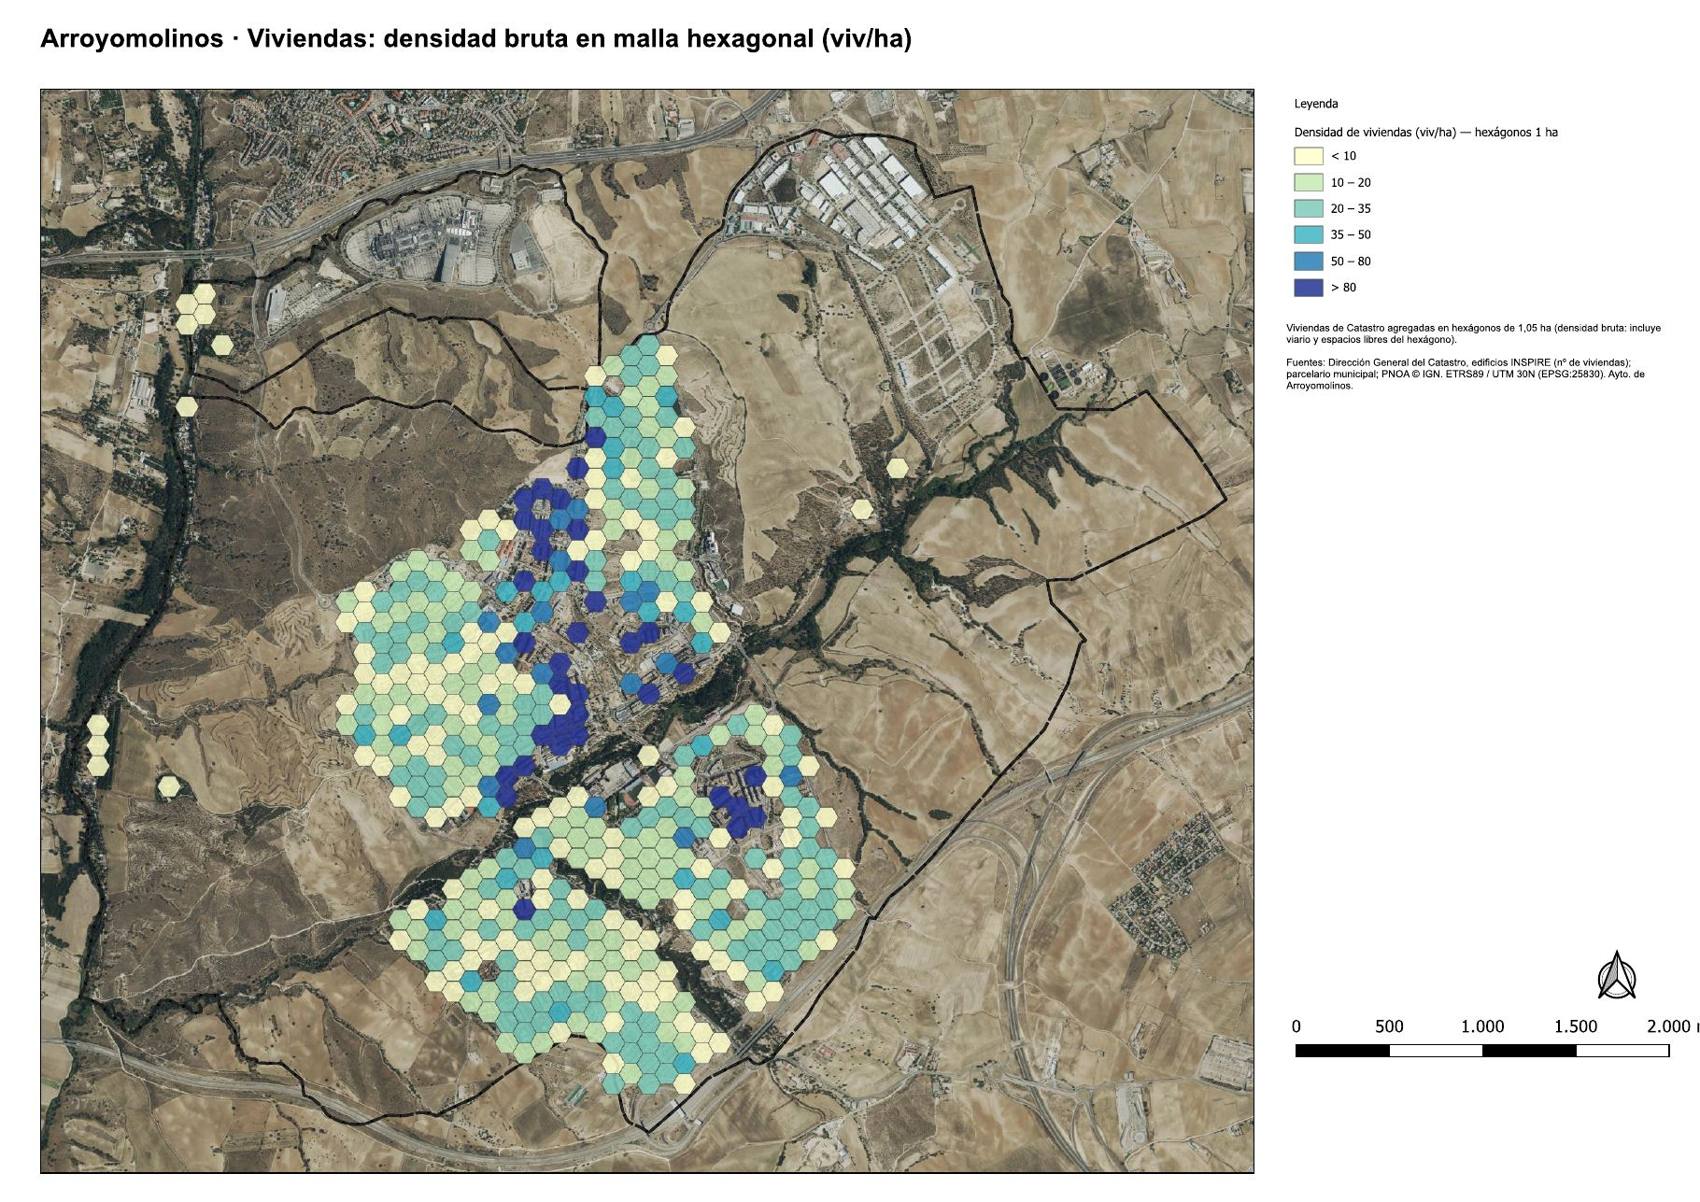 Arroyomolinos · Viviendas: densidad bruta en malla hexagonal (viv/ha)
Leyenda
Densidad de viviendas (viv/ha) — hexágonos 1 ha
< 10
10 – 20
20 – 35
35 – 50
50 – 80
> 80
Viviendas de Catastro agregadas en hexágonos de 1,05 ha (densidad bruta: incluye
viario y espacios libres del hexágono).
Fuentes: Dirección General del Catastro, edificios INSPIRE (nº de viviendas);
parcelario municipal; PNOA © IGN. ETRS89 / UTM 30N (EPSG:25830). Ayto. de
Arroyomolinos.
0 500 1.000 1.500 2.000